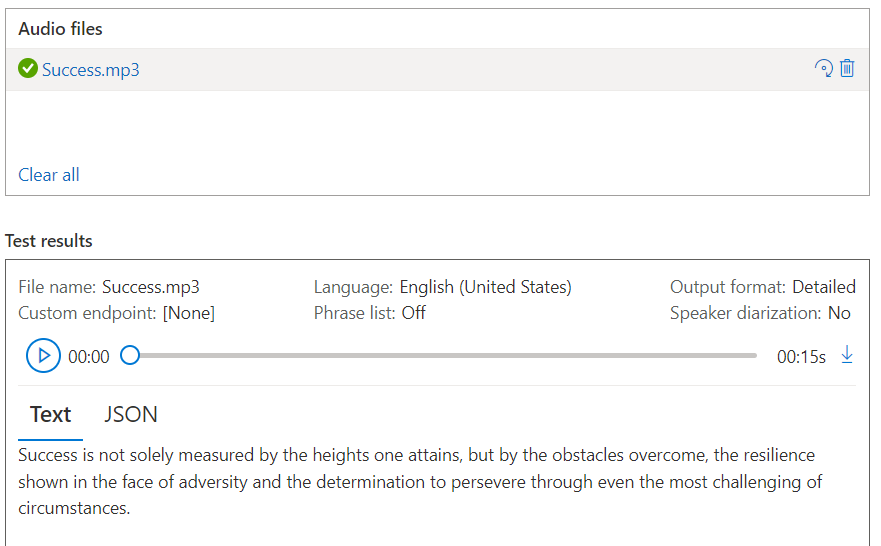 Audio files
Success.mp3
Clear all
Test results
File name: Success.mp3
Language: English (United States)
Output format: Detailed
Custom endpoint: [None]
Phrase list: Off
Speaker diarization: No
00:00
00:15s
Text
JSON
Success is not solely measured by the heights one attains, but by the obstacles overcome, the resilience
shown in the face of adversity and the determination to persevere through even the most challenging of
circumstances.